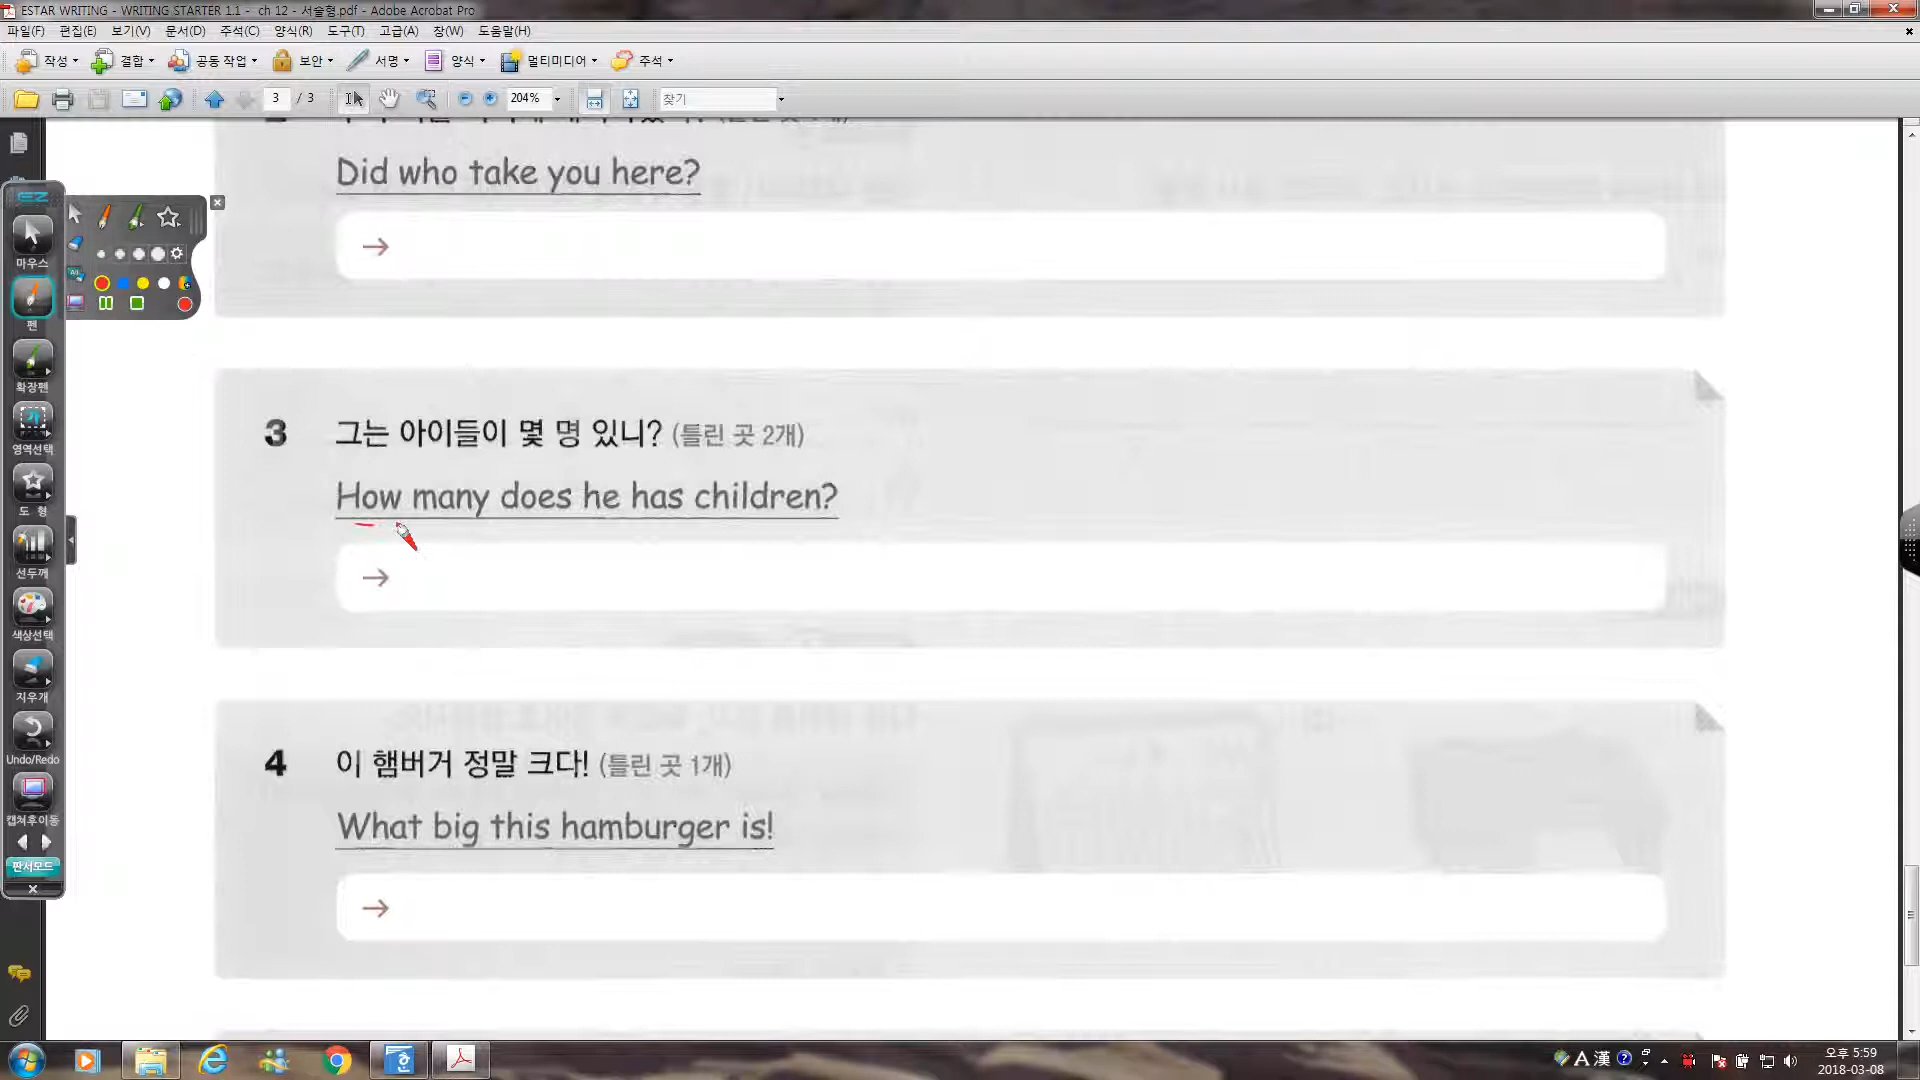 ESTAR WRITING - WRITING STARTER 1.1 - ch 12 - 서술형.pdf - Adobe Acrobat Pro
파일(F) 편집(E) 보기(V) 문서(D) 주석(C) 양식(R) 도구(T) 고급(A) 창(W) 도움말(H)
작성 결합 공동 작업 보안 서명 양식 멀티미디어 주석
3 / 3 204% 찾기
Did who take you here?
→
3 그는 아이들이 몇 명 있니? (틀린 곳 2개)
How many does he has children?
→
4 이 햄버거 정말 크다! (틀린 곳 1개)
What big this hamburger is!
→
EZ
마우스
펜
확장펜
영역선택
도 형
선두께
색상선택
지우개
Undo/Redo
캡쳐후이동
판서모드
A 漢
오후 5:59
2018-03-08